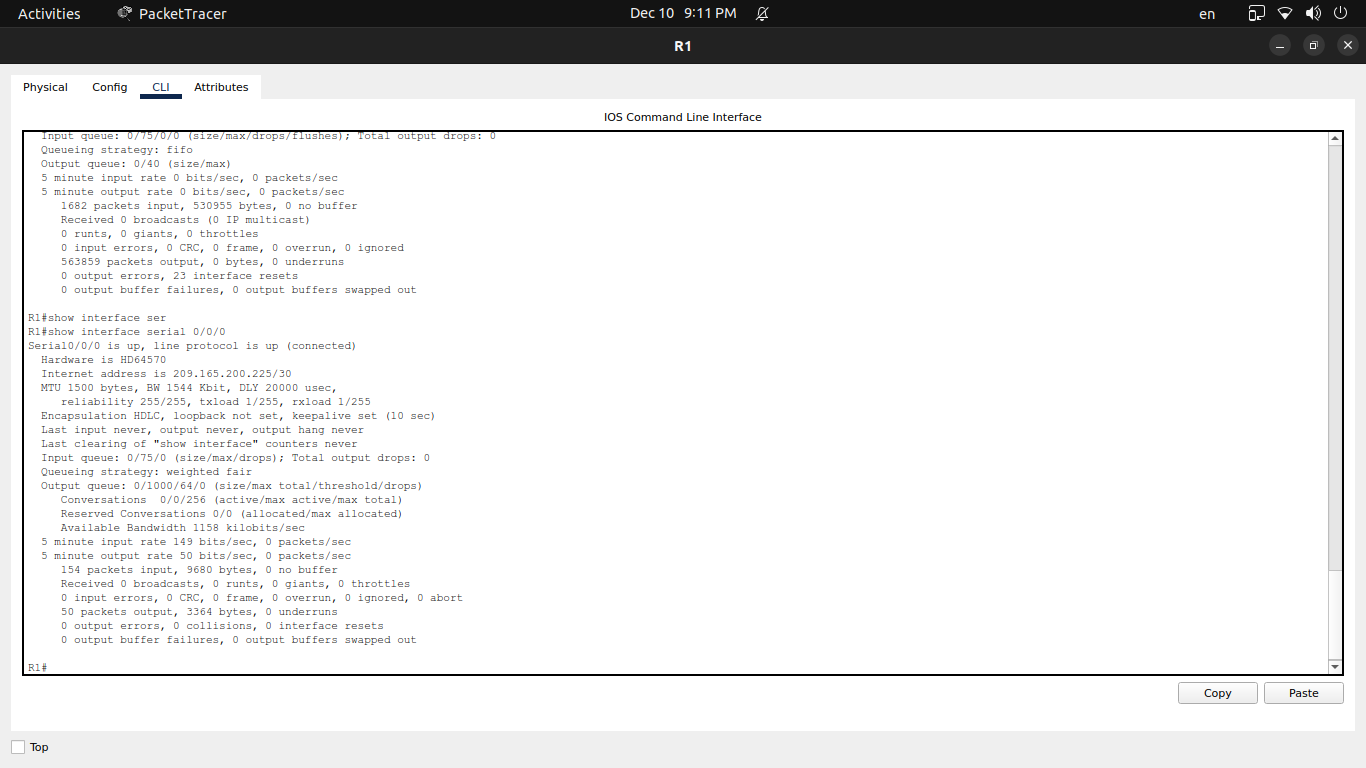 Activities PacketTracer Dec 10 9:11 PM en
R1
Physical Config CLI Attributes
IOS Command Line Interface
Input queue: 0/75/0/0 (size/max/drops/flushes); Total output drops: 0
Queueing strategy: fifo
Output queue: 0/40 (size/max)
5 minute input rate 0 bits/sec, 0 packets/sec
5 minute output rate 0 bits/sec, 0 packets/sec
1682 packets input, 530955 bytes, 0 no buffer
Received 0 broadcasts (0 IP multicast)
0 runts, 0 giants, 0 throttles
0 input errors, 0 CRC, 0 frame, 0 overrun, 0 ignored
563859 packets output, 0 bytes, 0 underruns
0 output errors, 23 interface resets
0 output buffer failures, 0 output buffers swapped out
R1#show interface ser
R1#show interface serial 0/0/0
Serial0/0/0 is up, line protocol is up (connected)
Hardware is HD64570
Internet address is 209.165.200.225/30
MTU 1500 bytes, BW 1544 Kbit, DLY 20000 usec,
reliability 255/255, txload 1/255, rxload 1/255
Encapsulation HDLC, loopback not set, keepalive set (10 sec)
Last input never, output never, output hang never
Last clearing of "show interface" counters never
Input queue: 0/75/0 (size/max/drops); Total output drops: 0
Queueing strategy: weighted fair
Output queue: 0/1000/64/0 (size/max total/threshold/drops)
Conversations 0/0/256 (active/max active/max total)
Reserved Conversations 0/0 (allocated/max allocated)
Available Bandwidth 1158 kilobits/sec
5 minute input rate 149 bits/sec, 0 packets/sec
5 minute output rate 50 bits/sec, 0 packets/sec
154 packets input, 9680 bytes, 0 no buffer
Received 0 broadcasts, 0 runts, 0 giants, 0 throttles
0 input errors, 0 CRC, 0 frame, 0 overrun, 0 ignored, 0 abort
50 packets output, 3364 bytes, 0 underruns
0 output errors, 0 collisions, 0 interface resets
0 output buffer failures, 0 output buffers swapped out
R1#
Copy Paste
Top